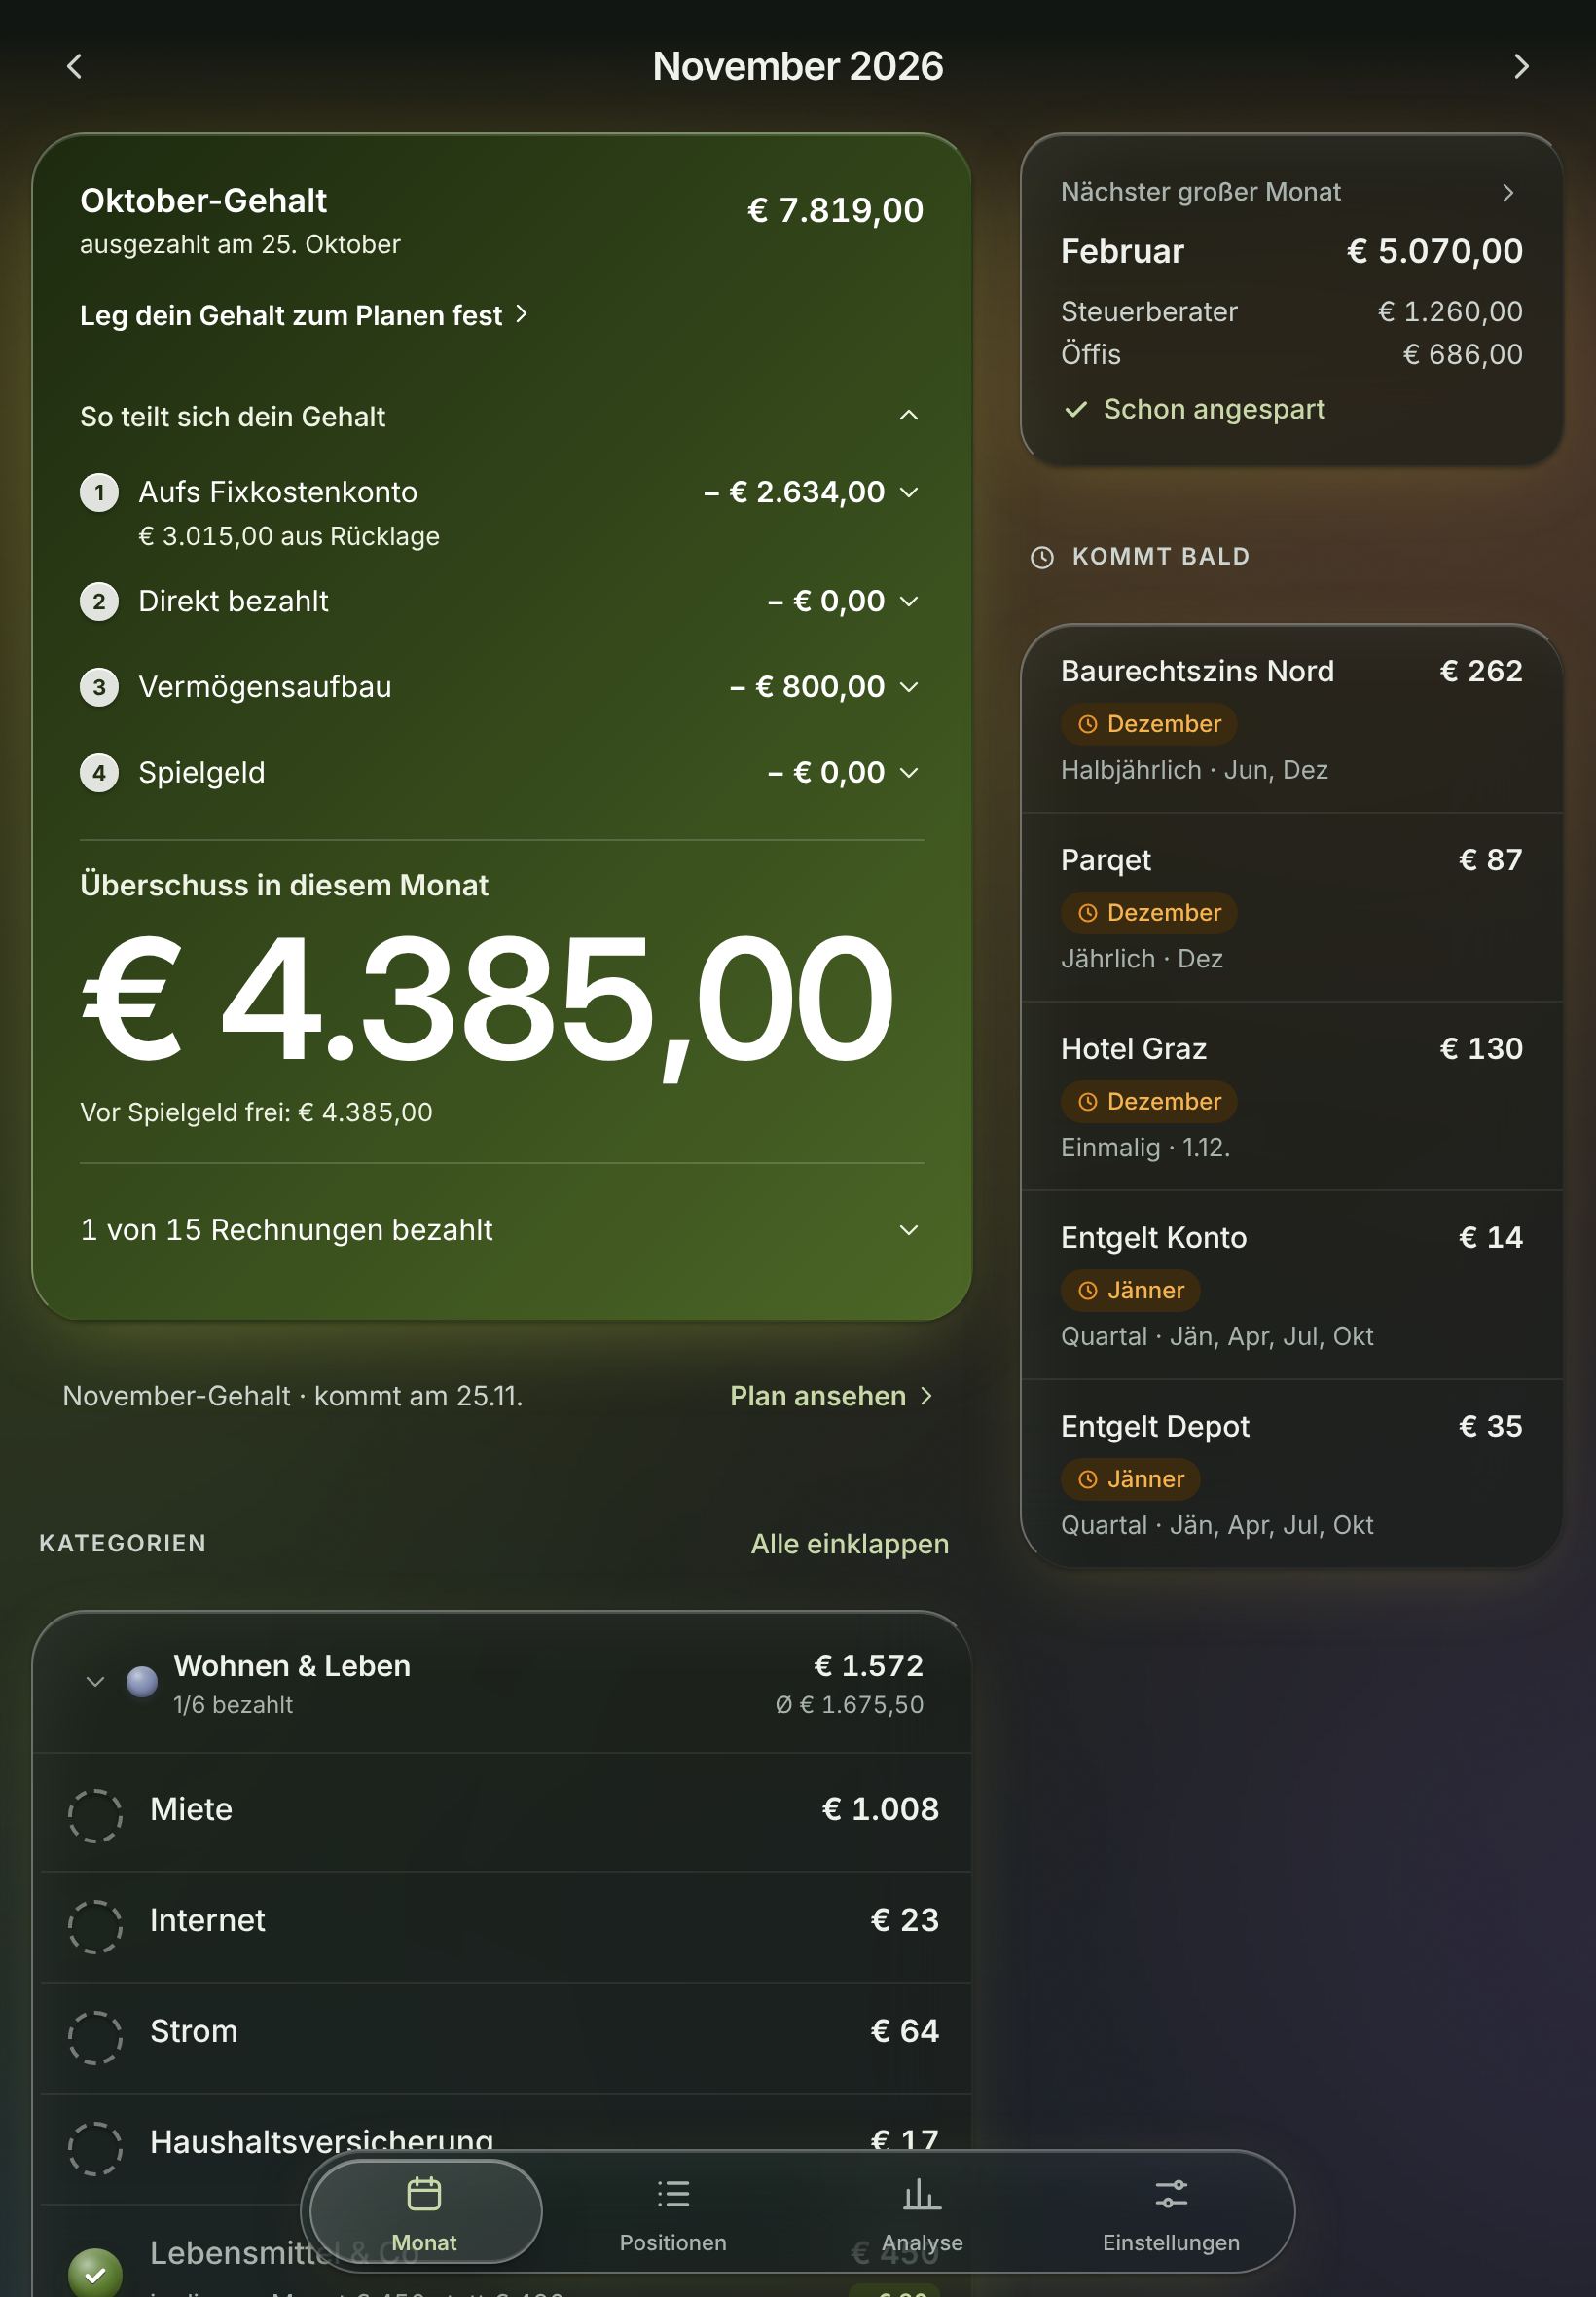 November 2026
Oktober-Gehalt
€ 7.819,00
ausgezahlt am 25. Oktober
Leg dein Gehalt zum Planen fest
So teilt sich dein Gehalt
1 Aufs Fixkostenkonto – € 2.634,00
€ 3.015,00 aus Rücklage
2 Direkt bezahlt – € 0,00
3 Vermögensaufbau – € 800,00
4 Spielgeld – € 0,00
Überschuss in diesem Monat
€ 4.385,00
Vor Spielgeld frei: € 4.385,00
1 von 15 Rechnungen bezahlt
November-Gehalt · kommt am 25.11.
Plan ansehen
KATEGORIEN
Alle einklappen
Wohnen & Leben € 1.572
1/6 bezahlt Ø € 1.675,50
Miete € 1.008
Internet € 23
Strom € 64
Haushaltsversicherung € 17
Lebensmittel & Co € 450
Nächster großer Monat
Februar € 5.070,00
Steuerberater € 1.260,00
Öffis € 686,00
Schon angespart
KOMMT BALD
Baurechtszins Nord € 262
Dezember
Halbjährlich · Jun, Dez
Parqet € 87
Dezember
Jährlich · Dez
Hotel Graz € 130
Dezember
Einmalig · 1.12.
Entgelt Konto € 14
Jänner
Quartal · Jän, Apr, Jul, Okt
Entgelt Depot € 35
Jänner
Quartal · Jän, Apr, Jul, Okt
Monat
Positionen
Analyse
Einstellungen